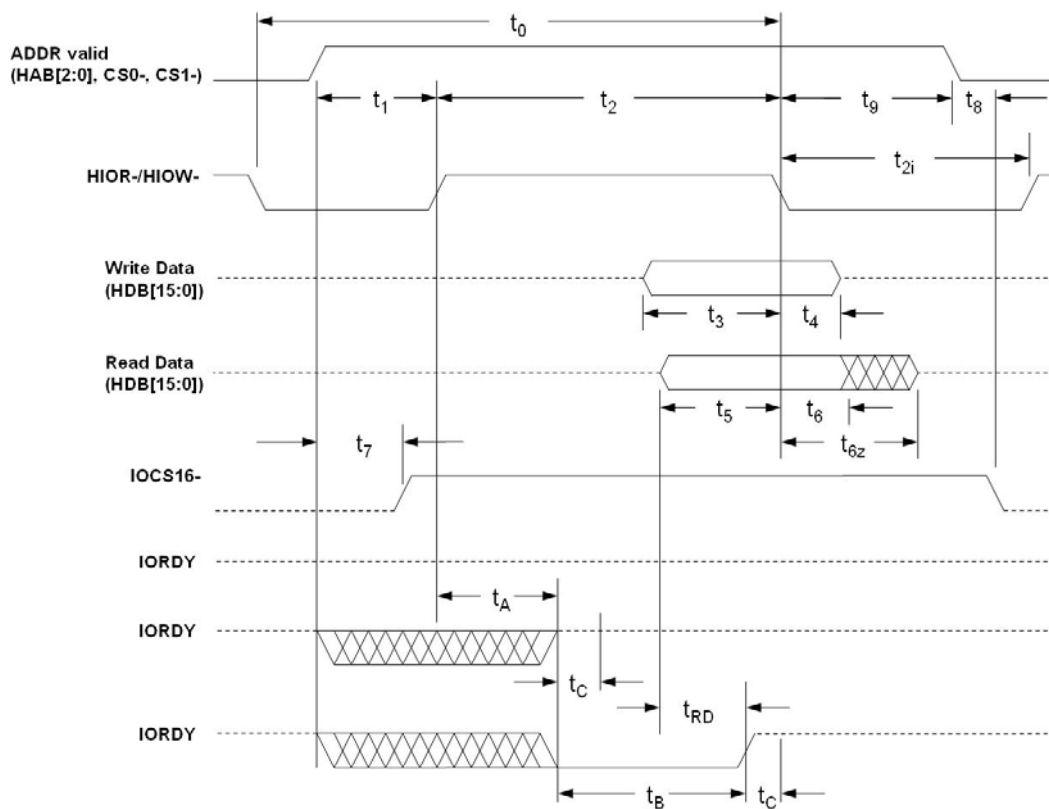 t0
ADDR valid
(HAB[2:0], CS0-, CS1-)
t1
t2
t9
t8
t2i
HIOR-/HIOW-
Write Data
(HDB[15:0])
t3
t4
Read Data
(HDB[15:0])
t5
t6
t7
t6z
IOCS16-
IORDY
tA
IORDY
tC
tRD
IORDY
tB
tC